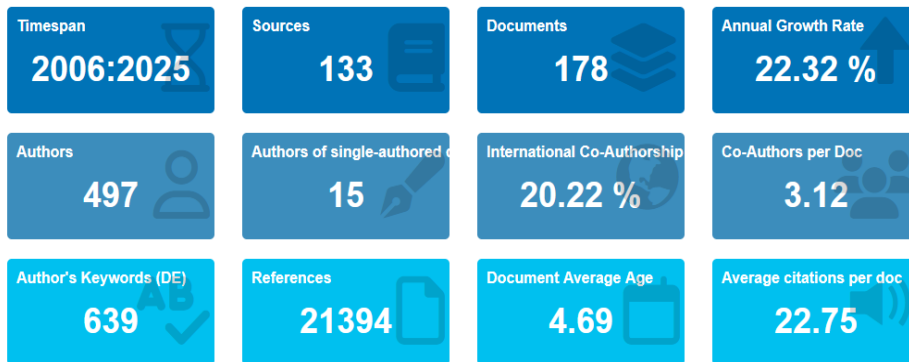 Timespan
2006:2025
Sources
133
Documents
178
Annual Growth Rate
22.32 %
Authors
497
Authors of single-authored
15
International Co-Authorship
20.22 %
Co-Authors per Doc
3.12
Author's Keywords (DE)
639
References
21394
Document Average Age
4.69
Average citations per doc
22.75
AB